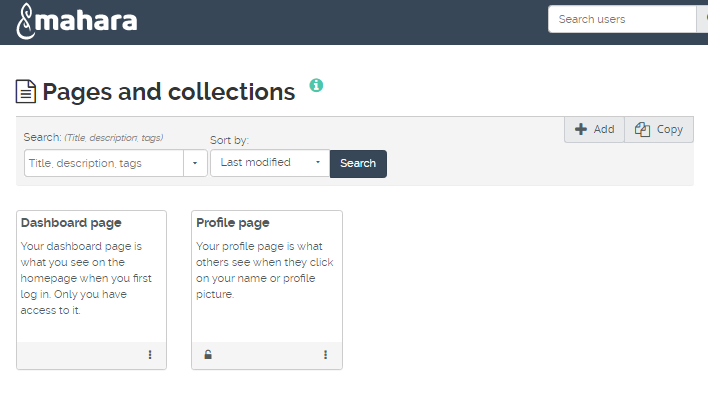 mahara
Search users
Pages and collections
Add
Copy
Search: (Title, description, tags)
Sort by:
Title, description, tags
Last modified
Search
Dashboard page
Your dashboard page is
what you see on the
homepage when you first
log in. Only you have
access to it.
Profile page
Your profile page is what
others see when they click
on your name or profile
picture.